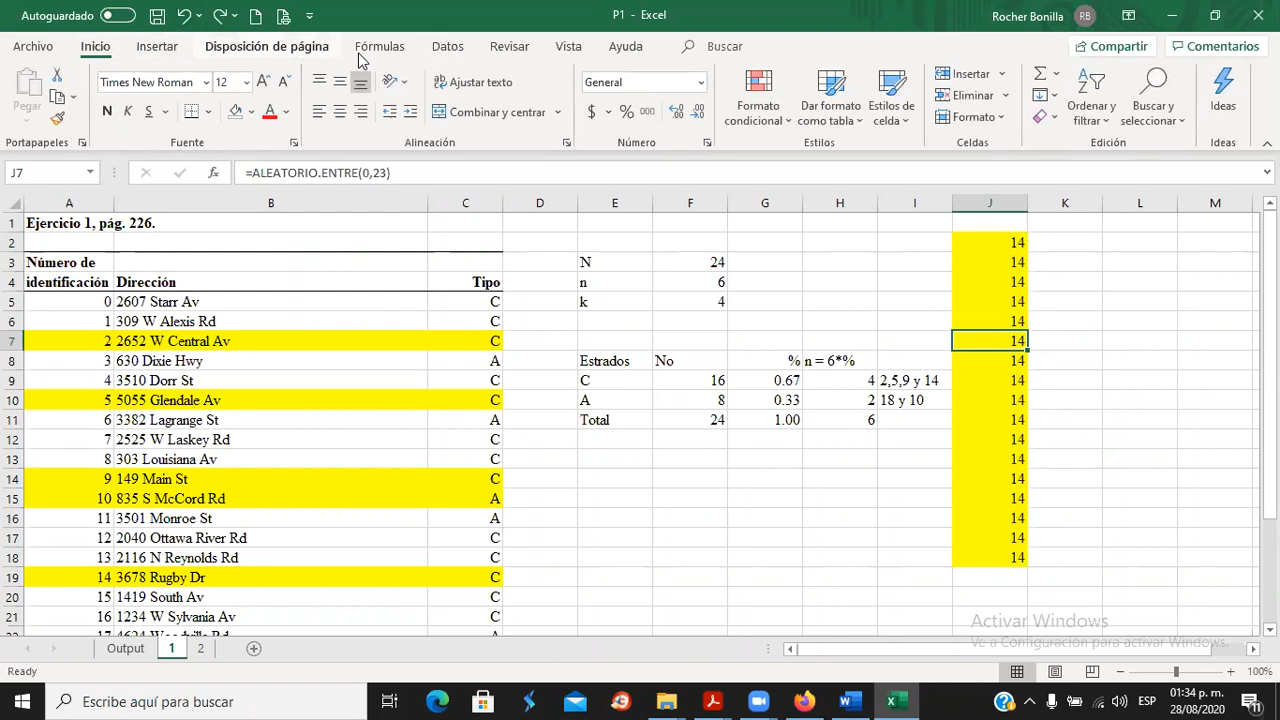 Autoguardado P1 - Excel Rocher Bonilla RB
Archivo Inicio Insertar Disposición de página Fórmulas Datos Revisar Vista Ayuda Buscar Compartir Comentarios
Pegar Times New Roman 12 Ajustar texto General Formato condicional Dar formato como tabla Estilos de celda Insertar Ordenar y filtrar Buscar y seleccionar Ideas
N K S Combinar y centrar $ % 000 Eliminar
Formato
Portapapeles Fuente Alineación Número Estilos Celdas Edición Ideas
J7 fx =ALEATORIO.ENTRE(0,23)
A B C D E F G H I J K L M
1 Ejercicio 1, pág. 226.
2 14
3 Número de N 24 14
4 identificación Dirección Tipo n 6 14
5 0 2607 Starr Av C k 4 14
6 1 309 W Alexis Rd C 14
7 2 2652 W Central Av C 14
8 3 630 Dixie Hwy A Estrados No % n = 6*% 14
9 4 3510 Dorr St C C 16 0.67 4 2,5,9 y 14 14
10 5 5055 Glendale Av C A 8 0.33 2 18 y 10 14
11 6 3382 Lagrange St A Total 24 1.00 6 14
12 7 2525 W Laskey Rd C 14
13 8 303 Louisiana Av C 14
14 9 149 Main St C 14
15 10 835 S McCord Rd A 14
16 11 3501 Monroe St A 14
17 12 2040 Ottawa River Rd C 14
18 13 2116 N Reynolds Rd C 14
19 14 3678 Rugby Dr C
20 15 1419 South Av C
21 16 1234 W Sylvania Av C
Activar Windows
Ve a Configuración para activar Windows.
Output 1 2
Ready 100%
Escribe aquí para buscar ESP 01:34 p. m.
28/08/2020